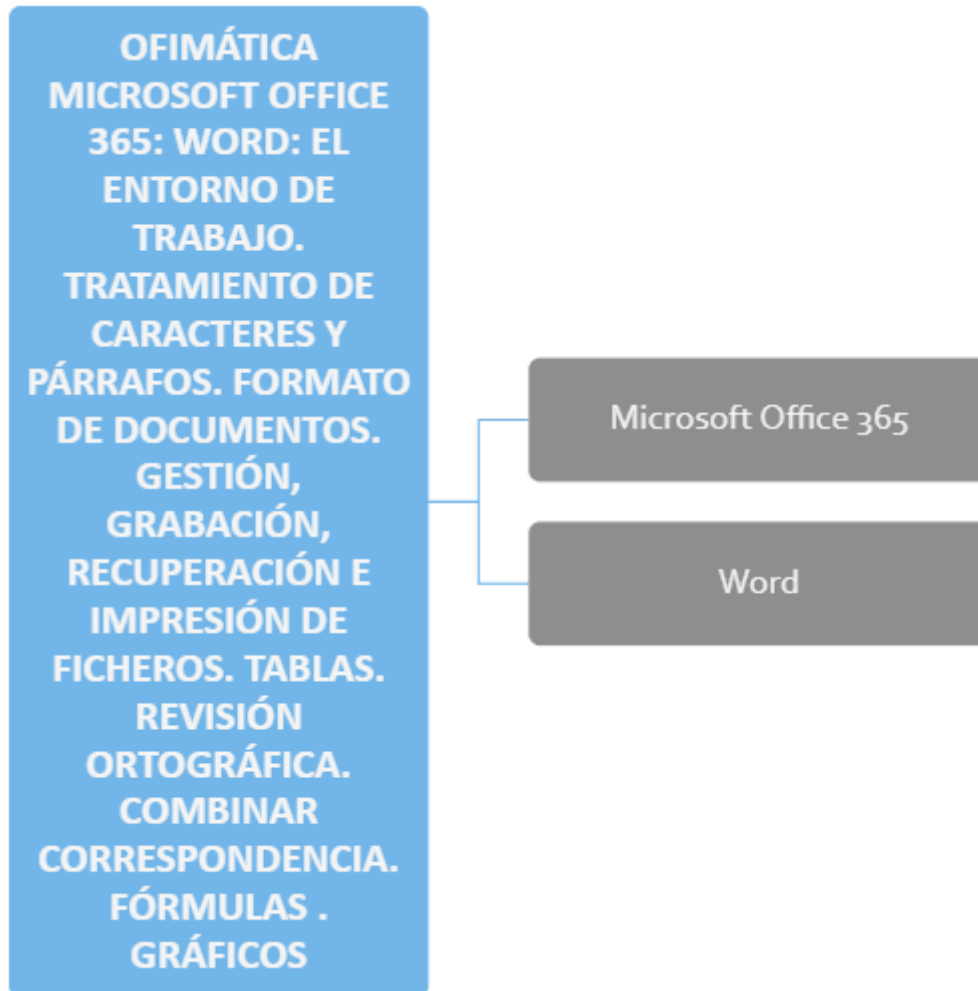 OFIMÁTICA
MICROSOFT OFFICE
365: WORD: EL
ENTORNO DE
TRABAJO.
TRATAMIENTO DE
CARACTERES Y
PÁRRAFOS. FORMATO
DE DOCUMENTOS.
GESTIÓN,
GRABACIÓN,
RECUPERACIÓN E
IMPRESIÓN DE
FICHEROS. TABLAS.
REVISIÓN
ORTOGRÁFICA.
COMBINAR
CORRESPONDENCIA.
FÓRMULAS .
GRÁFICOS
Microsoft Office 365
Word